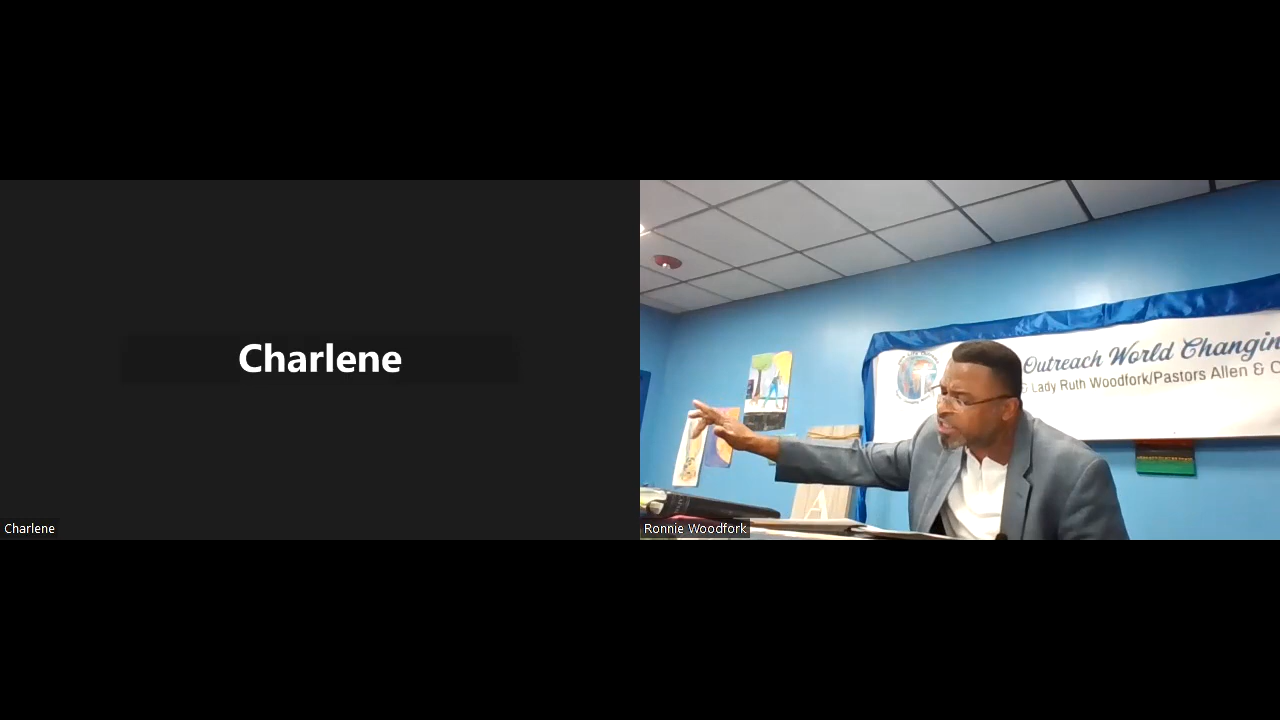 Charlene
Charlene
Outreach World Changin
& Lady Ruth Woodfork/Pastors Allen & C
A
Ronnie Woodfork